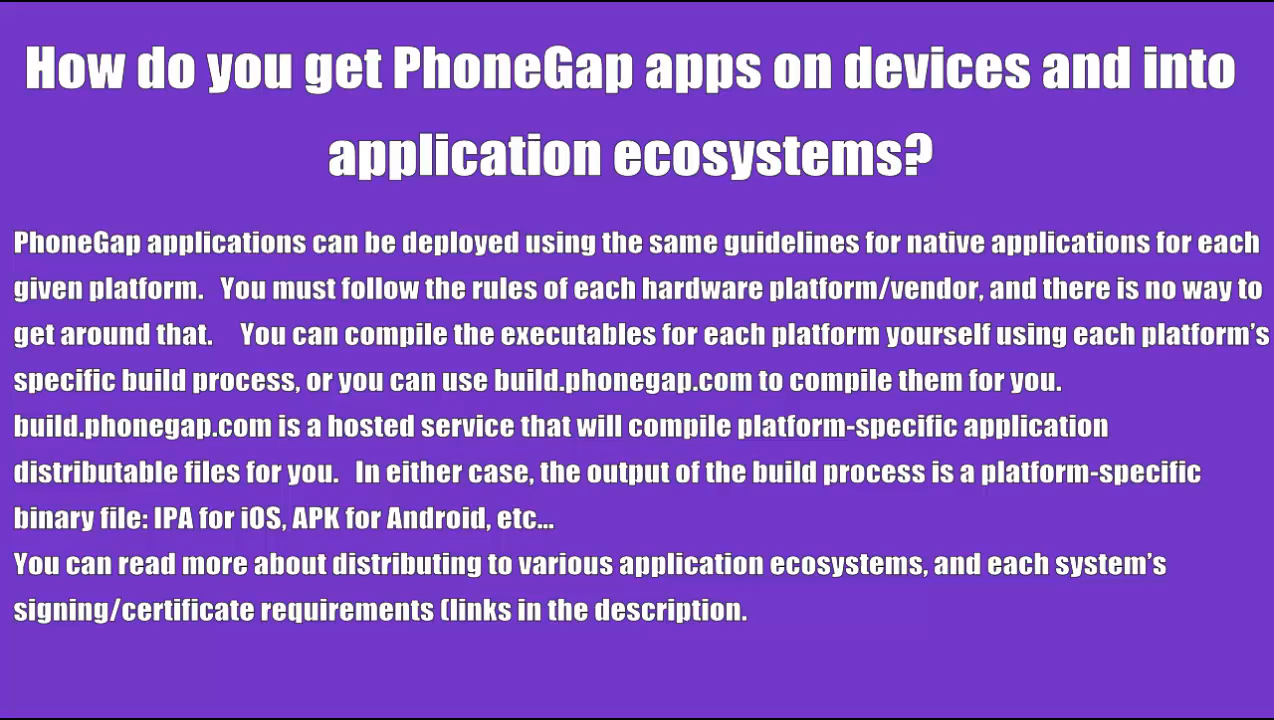 How do you get PhoneGap apps on devices and into
application ecosystems?
PhoneGap applications can be deployed using the same guidelines for native applications for each
given platform.   You must follow the rules of each hardware platform/vendor, and there is no way to
get around that.    You can compile the executables for each platform yourself using each platform’s
specific build process, or you can use build.phonegap.com to compile them for you.
build.phonegap.com is a hosted service that will compile platform-specific application
distributable files for you.   In either case, the output of the build process is a platform-specific
binary file: IPA for iOS, APK for Android, etc…
You can read more about distributing to various application ecosystems, and each system’s
signing/certificate requirements (links in the description.